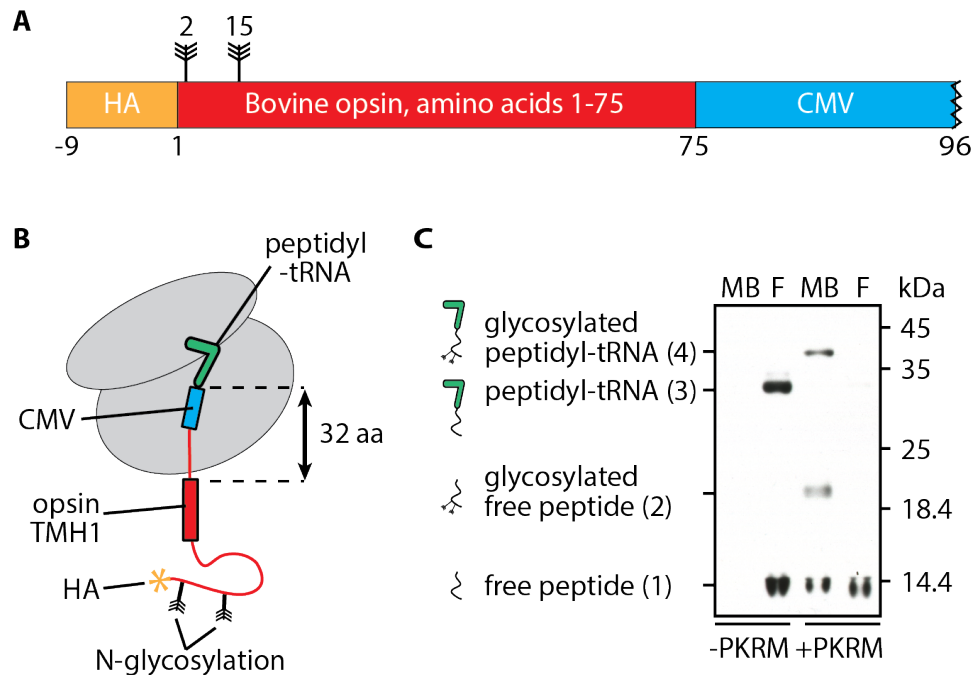 A
2 15
HA Bovine opsin, amino acids 1-75 CMV
-9 1 75 96
B
peptidyl
-tRNA
CMV
32 aa
opsin
TMH1
HA
N-glycosylation
C
MB F MB F kDa
glycosylated
peptidyl-tRNA (4)
peptidyl-tRNA (3)
glycosylated
free peptide (2)
free peptide (1)
45
35
25
18.4
14.4
-PKRM +PKRM